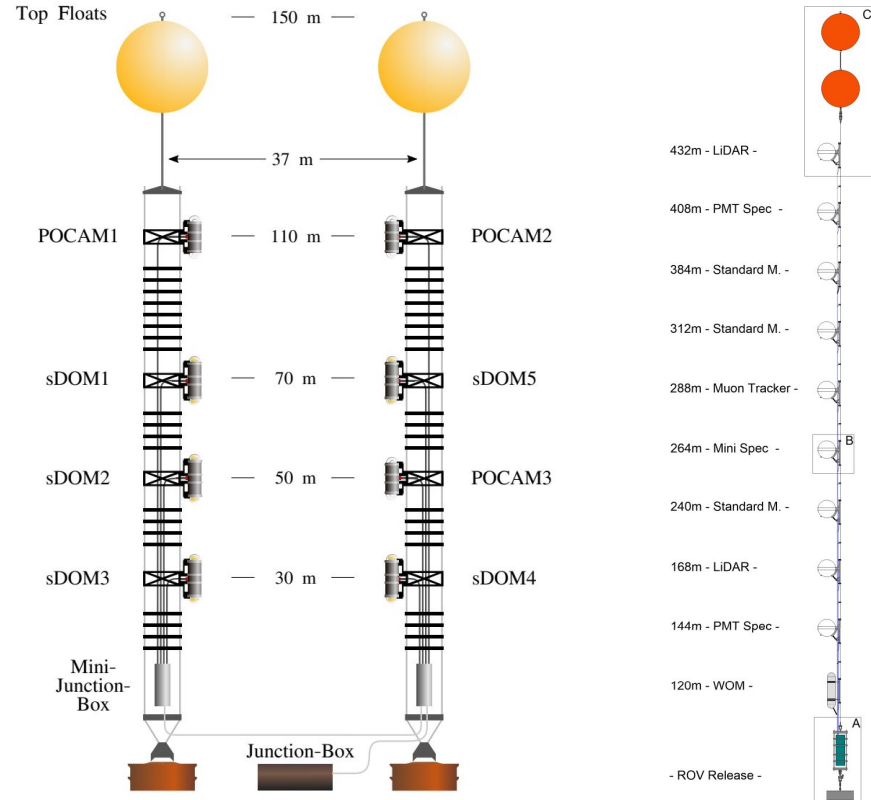 Top Floats
150 m
37 m
POCAM1
110 m
POCAM2
sDOM1
70 m
sDOM5
sDOM2
50 m
POCAM3
sDOM3
30 m
sDOM4
Mini-
Junction-
Box
Junction-Box
C
432m - LiDAR -
408m - PMT Spec -
384m - Standard M. -
312m - Standard M. -
288m - Muon Tracker -
B
264m - Mini Spec -
240m - Standard M. -
168m - LiDAR -
144m - PMT Spec -
120m - WOM -
A
- ROV Release -